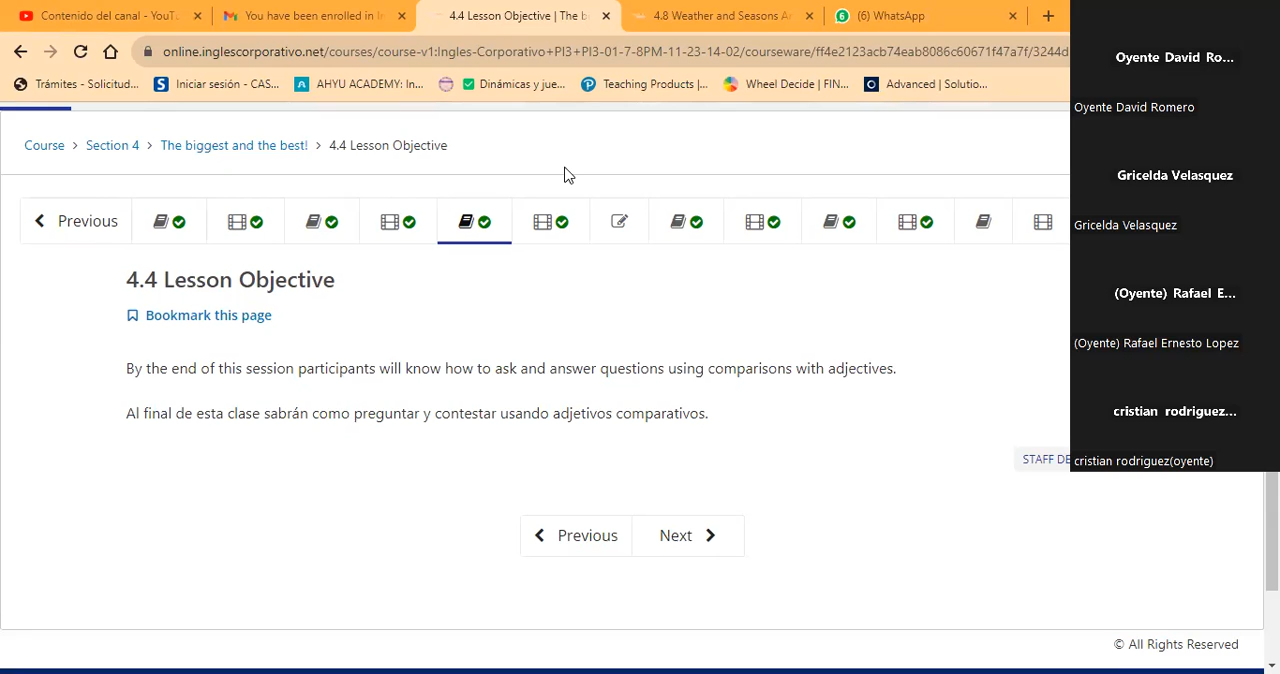 Contenido del canal - YouT
You have been enrolled in I
4.4 Lesson Objective | The b
4.8 Weather and Seasons A
6 (6) WhatsApp
online.inglescorporativo.net/courses/course-v1:Ingles-Corporativo+PI3+PI3-01-7-8PM-11-23-14-02/courseware/ff4e2123acb74eab8086c60671f47a7f/3244d
Trámites - Solicitud...
Iniciar sesión - CAS...
AHYU ACADEMY: In...
Dinámicas y jue...
Teaching Products |...
Wheel Decide | FIN...
Advanced | Solutio...
Course > Section 4 > The biggest and the best! > 4.4 Lesson Objective
Previous
4.4 Lesson Objective
Bookmark this page
By the end of this session participants will know how to ask and answer questions using comparisons with adjectives.
Al final de esta clase sabrán como preguntar y contestar usando adjetivos comparativos.
STAFF DE
Previous
Next
© All Rights Reserved
Oyente David Ro...
Oyente David Romero
Gricelda Velasquez
Gricelda Velasquez
(Oyente) Rafael E...
(Oyente) Rafael Ernesto Lopez
cristian rodriguez...
cristian rodriguez(oyente)